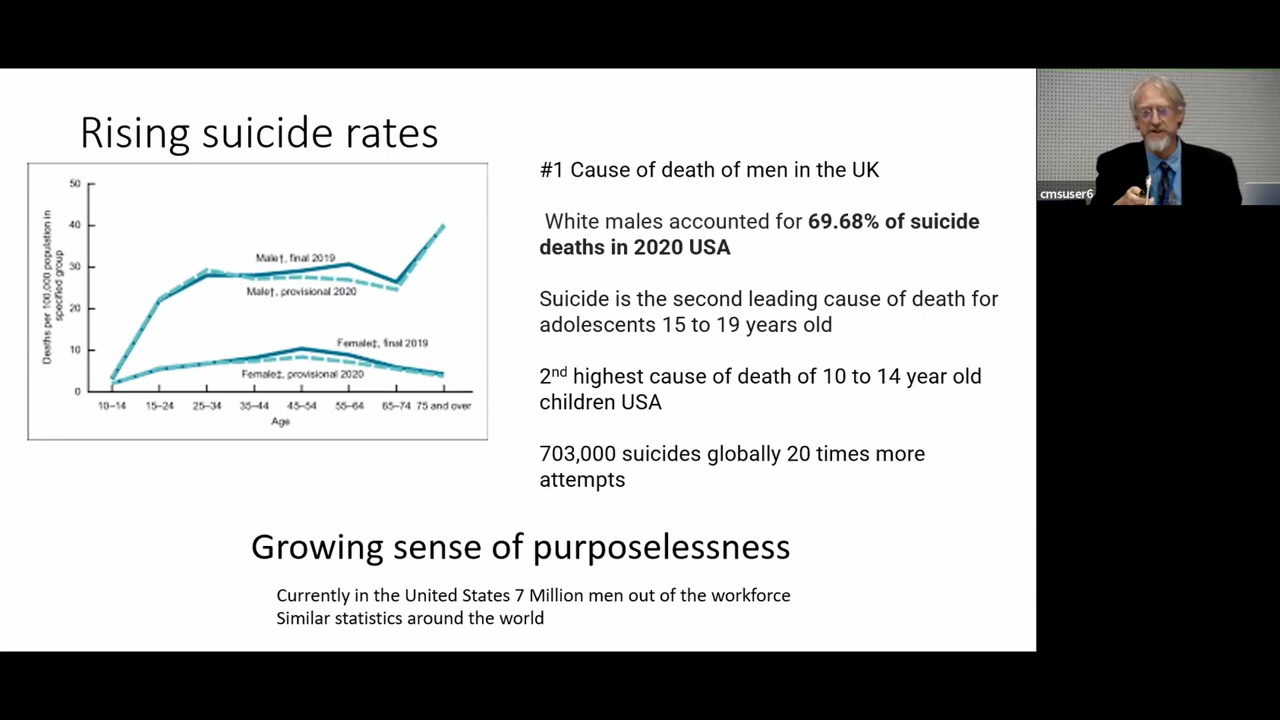 Rising suicide rates
50
40
30
20
10
0
Deaths per 100,000 population in
specified group
Male†, final 2019
Male†, provisional 2020
Female‡, final 2019
Female‡, provisional 2020
10–14 15–24 25–34 35–44 45–54 55–64 65–74 75 and over
Age
#1 Cause of death of men in the UK
White males accounted for 69.68% of suicide
deaths in 2020 USA
Suicide is the second leading cause of death for
adolescents 15 to 19 years old
2nd highest cause of death of 10 to 14 year old
children USA
703,000 suicides globally 20 times more
attempts
Growing sense of purposelessness
Currently in the United States 7 Million men out of the workforce
Similar statistics around the world
cmsuser6